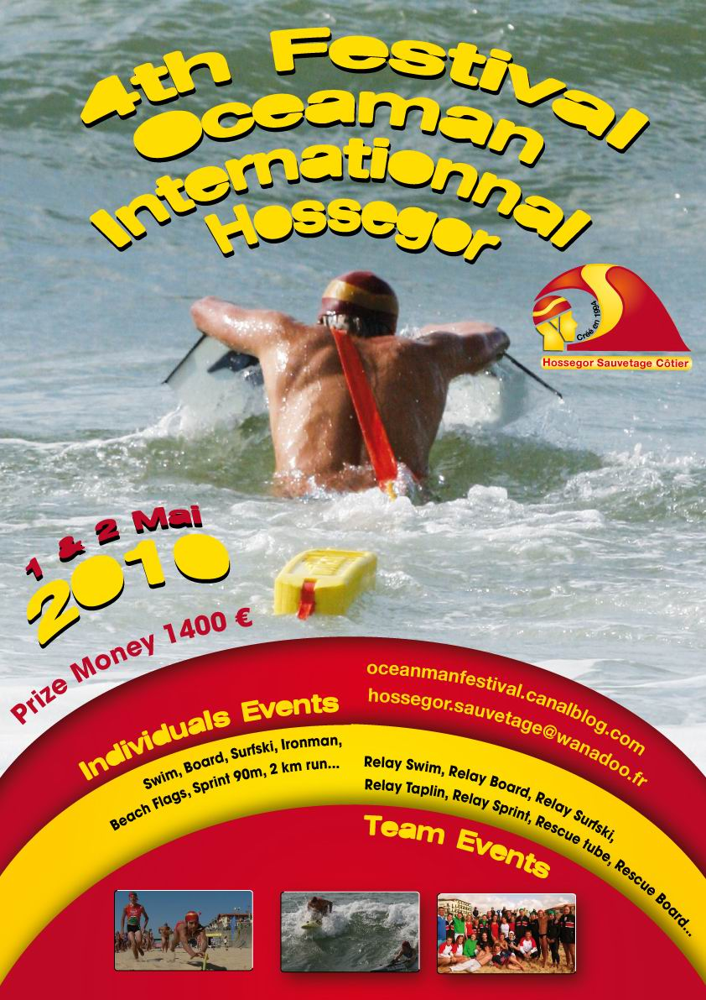 4th Festival
Oceaman
Internationnal
Hossegor
Créé en 1994
Hossegor Sauvetage Côtier
1 & 2 Mai
2010
Prize Money 1400 €
oceanmanfestival.canalblog.com
hossegor.sauvetage@wanadoo.fr
Individuals Events
Swim, Board, Surfski, Ironman,
Beach Flags, Sprint 90m, 2 km run...
Relay Swim, Relay Board, Relay Surfski,
Relay Taplin, Relay Sprint, Rescue tube, Rescue Board...
Team Events